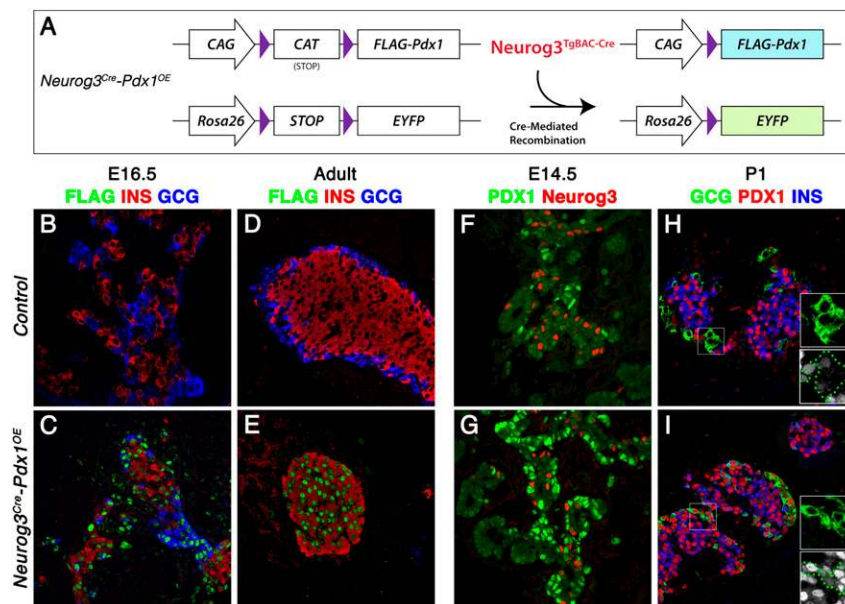 A
CAG CAT FLAG-Pdx1 Neurog3TgBAC-Cre CAG FLAG-Pdx1
(STOP)
Neurog3Cre-Pdx1OE
Rosa26 STOP EYFP Rosa26 EYFP
Cre-Mediated
Recombination
E16.5 Adult E14.5 P1
FLAG INS GCG FLAG INS GCG PDX1 Neurog3 GCG PDX1 INS
Control
B D F H
Neurog3Cre-Pdx1OE
C E G I